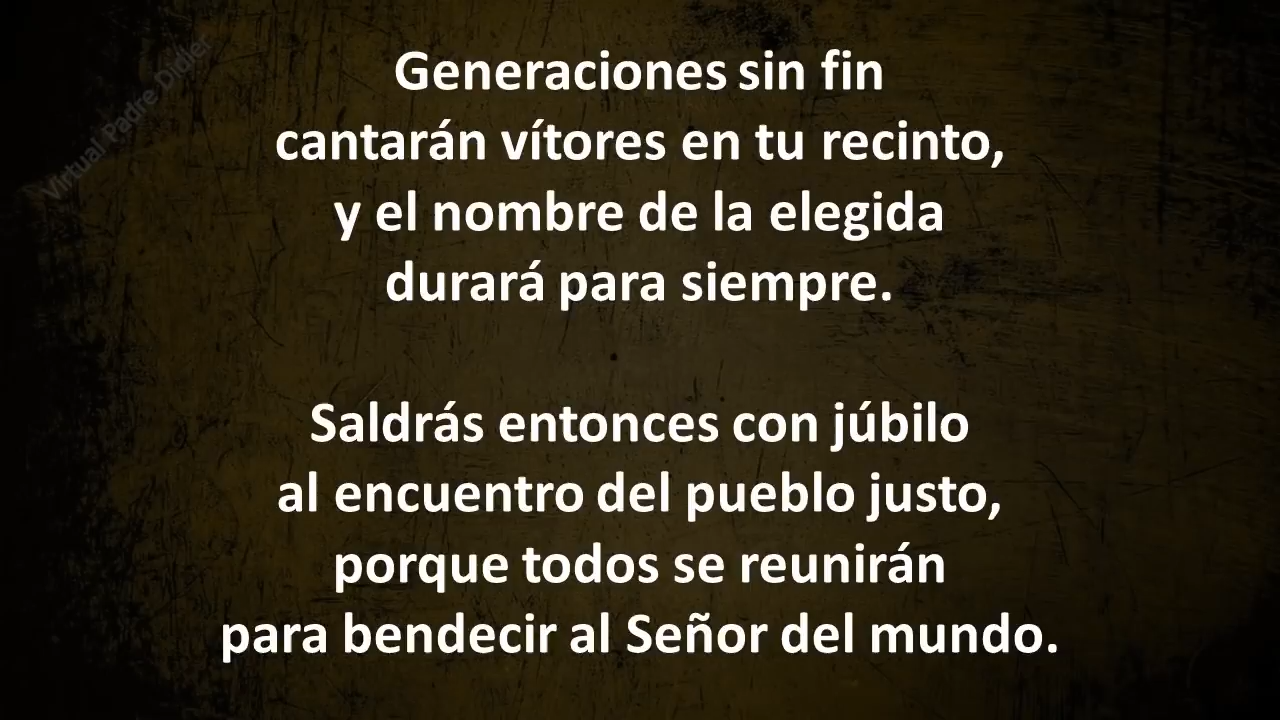 Virtual Padre Didier
Generaciones sin fin
cantarán vítores en tu recinto,
y el nombre de la elegida
durará para siempre.
Saldrás entonces con júbilo
al encuentro del pueblo justo,
porque todos se reunirán
para bendecir al Señor del mundo.